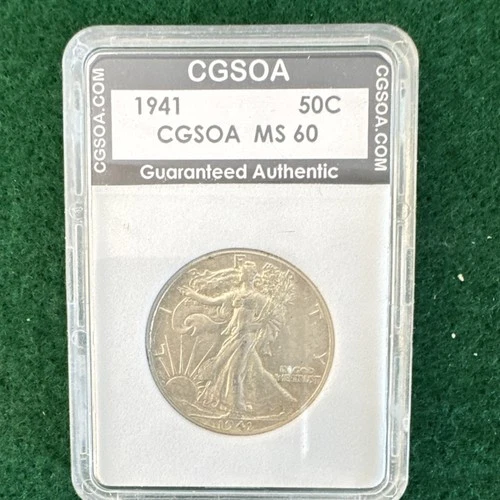 CGSOA
CGSOA.COM
CGSOA.COM
1941 50C
CGSOA MS 60
Guaranteed Authentic
LIBERTY
IN GOD
WE TRUST